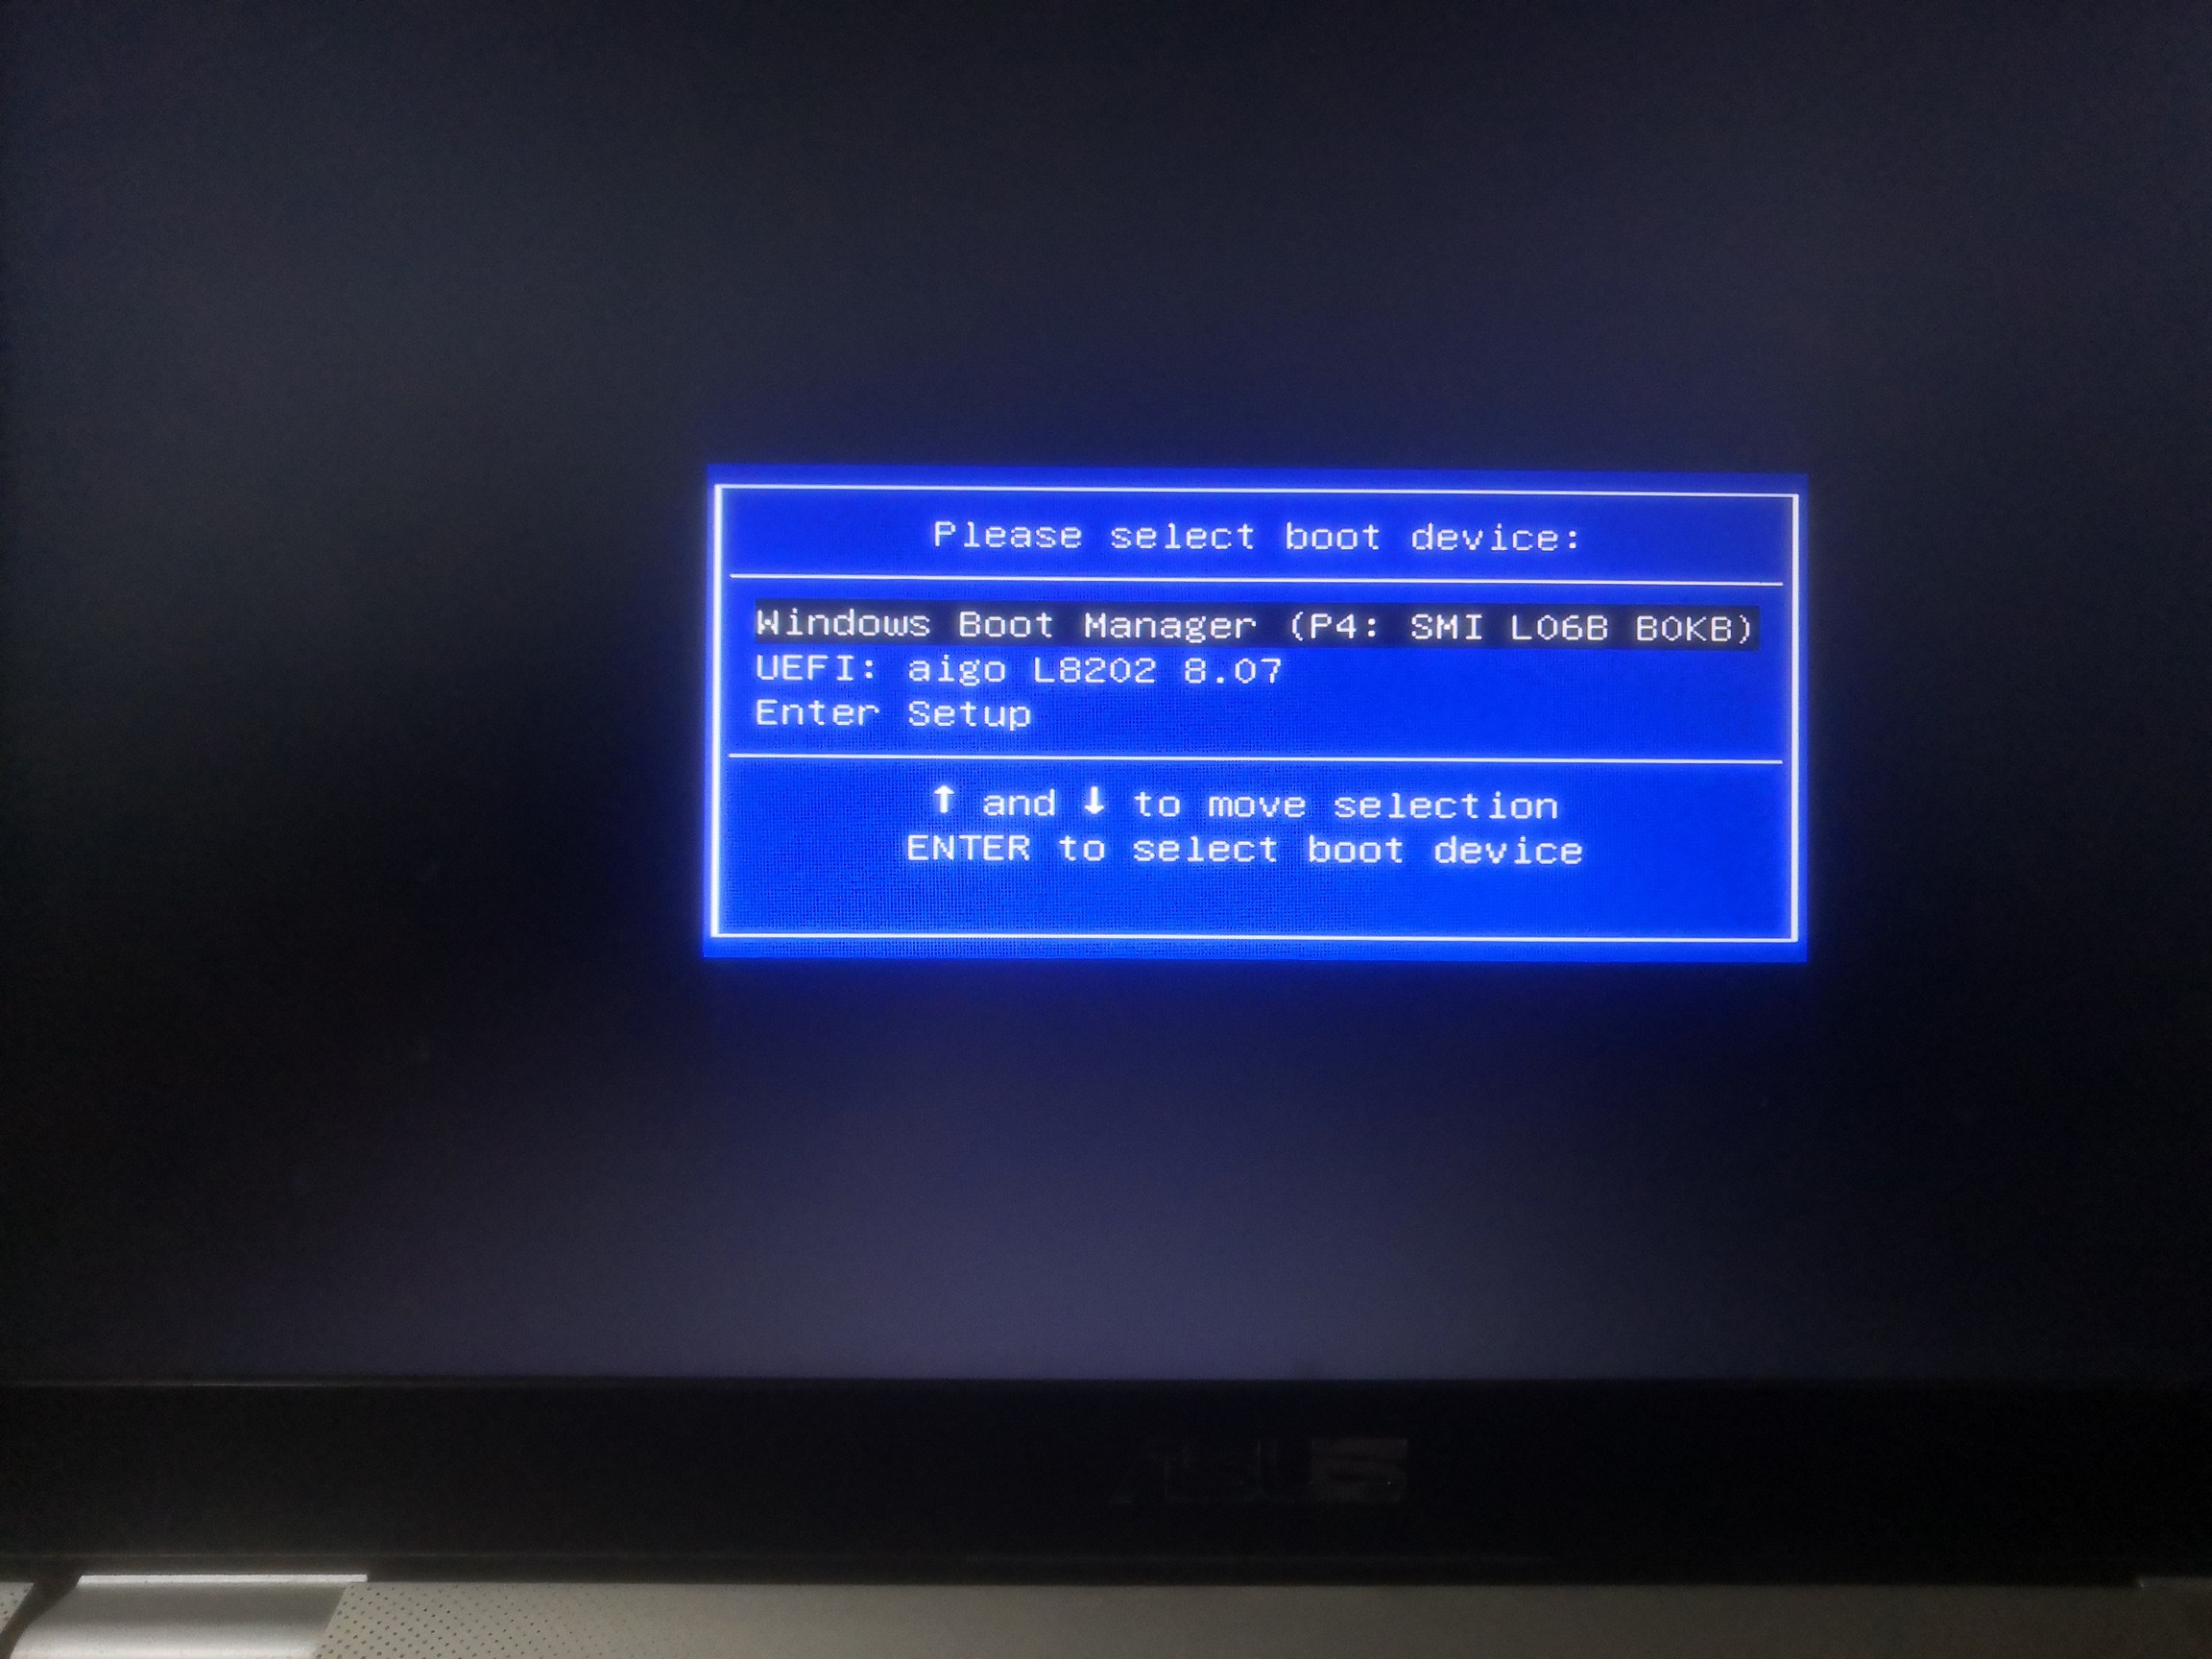 Please select boot device:
Windows Boot Manager (P4: SMI L06B B0KB)
UEFI: aigo L8202 8.07
Enter Setup
↑ and ↓ to move selection
ENTER to select boot device
ASUS